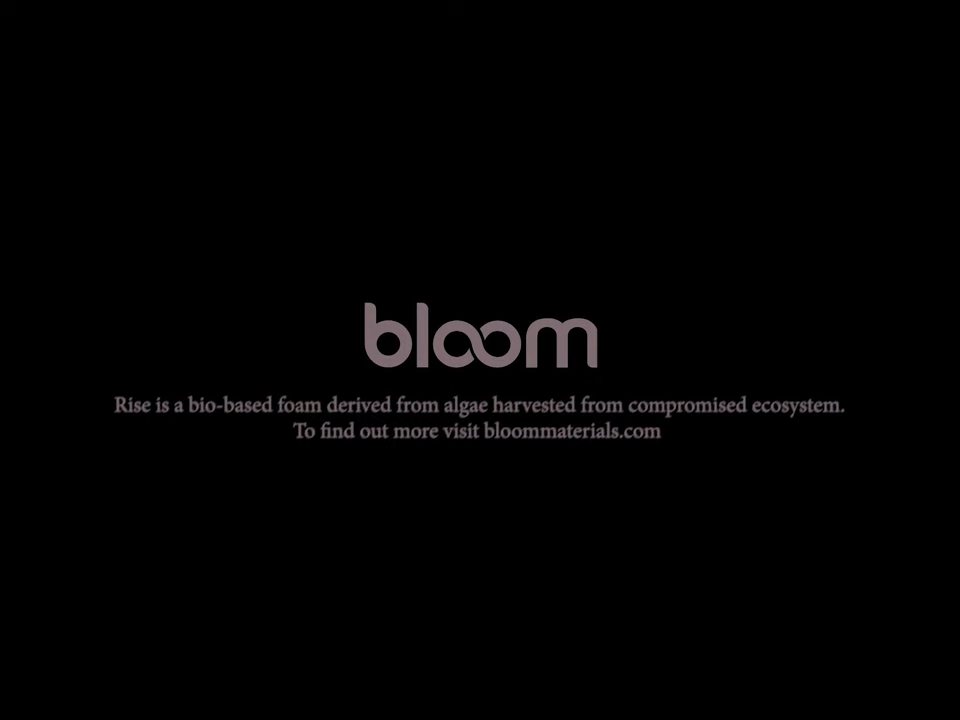 bloom
Rise is a bio-based foam derived from algae harvested from compromised ecosystem.
To find out more visit bloommaterials.com